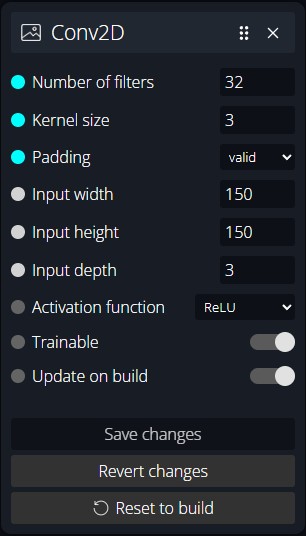 Conv2D
Number of filters 32
Kernel size 3
Padding valid
Input width 150
Input height 150
Input depth 3
Activation function ReLU
Trainable
Update on build
Save changes
Revert changes
Reset to build